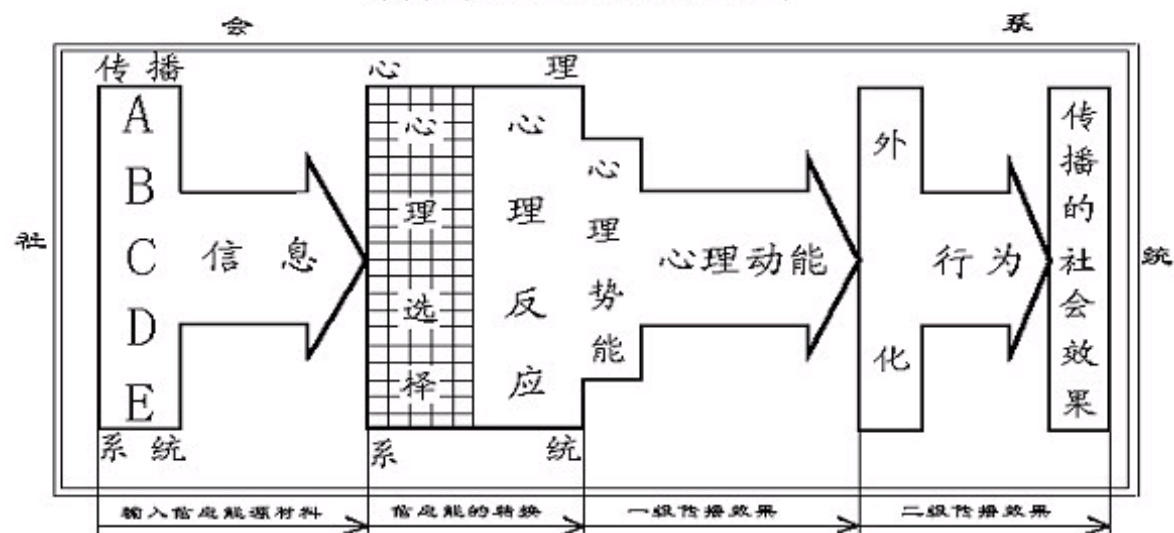 会 系
传播 心 理
A
B
C
D
E
信息
心理选择
心理反应
心理势能
心理动能
外化
行为
传播的社会效果
社 统
系统 系 统
输入信息能源材料 信息能的转换 一级传播效果 二级传播效果